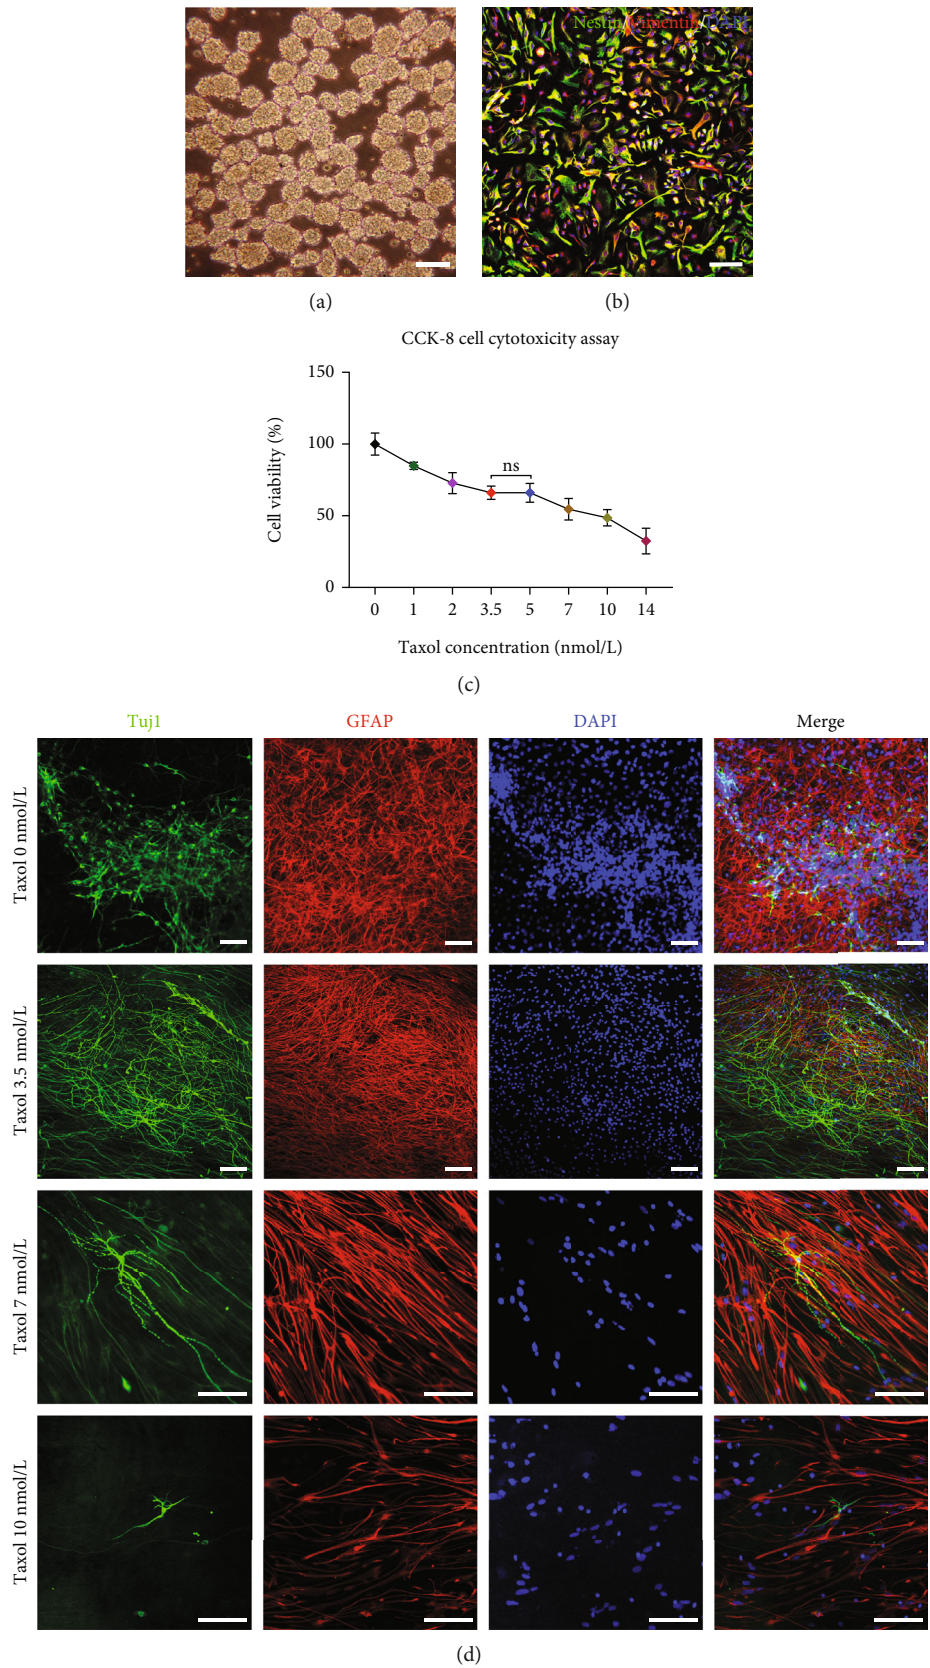 Nestin/Vimentin/DAPI
(a)
(b)
CCK-8 cell cytotoxicity assay
150
100
50
0
Cell viability (%)
ns
0 1 2 3.5 5 7 10 14
Taxol concentration (nmol/L)
(c)
Tuj1 GFAP DAPI Merge
Taxol 0 nmol/L
Taxol 3.5 nmol/L
Taxol 7 nmol/L
Taxol 10 nmol/L
(d)